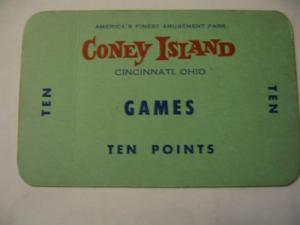 AMERICA'S FINEST AMUSEMENT PARK
CONEY ISLAND
CINCINNATI, OHIO
TEN
GAMES
TEN
TEN POINTS